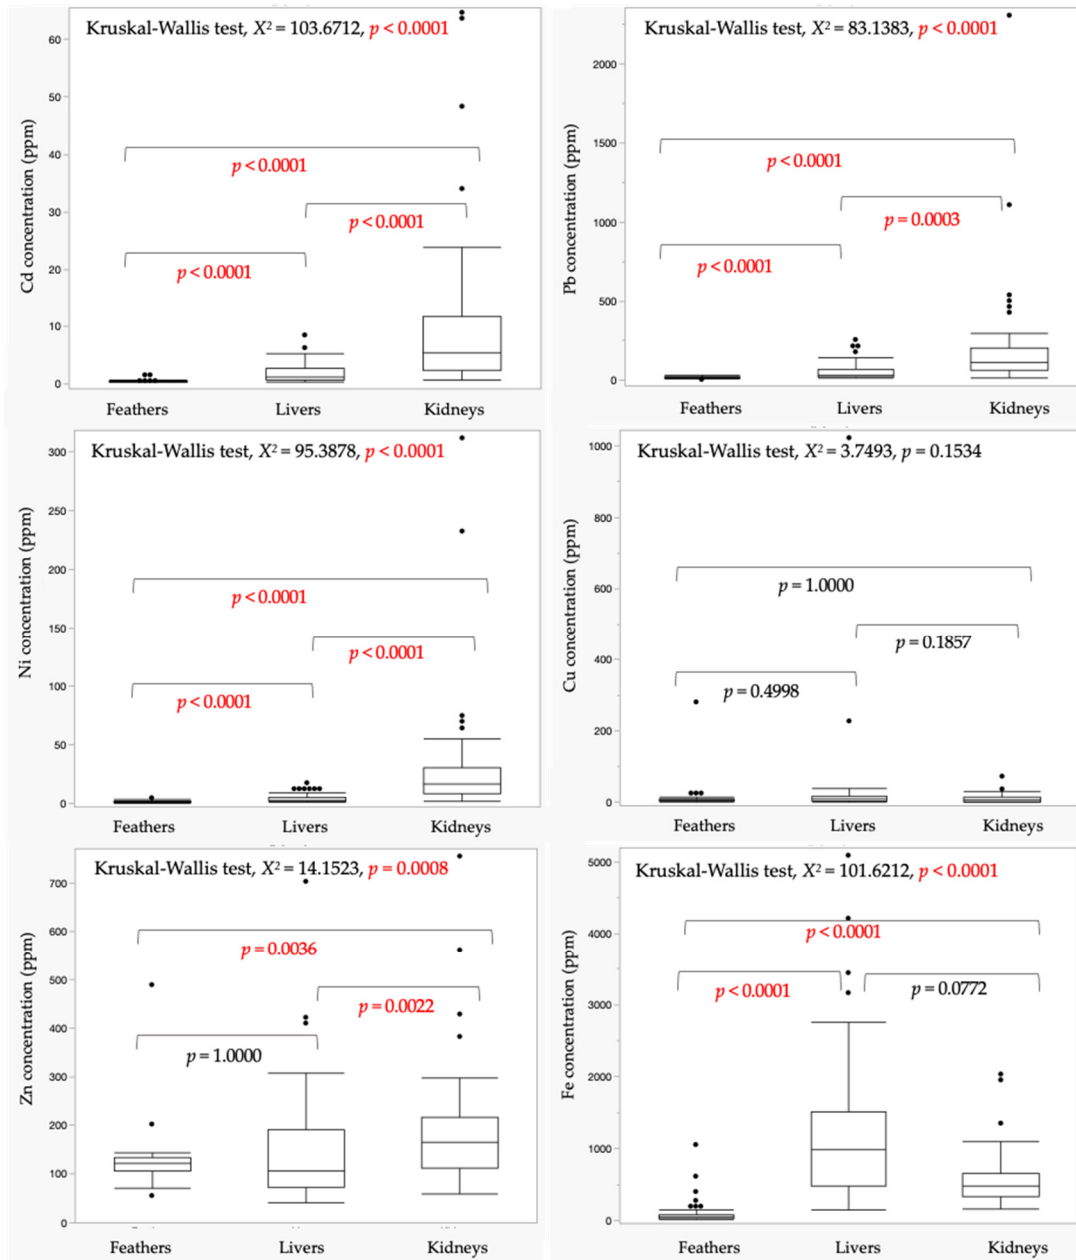 Kruskal-Wallis test, X² = 103.6712, p < 0.0001
Cd concentration (ppm)
60
50
40
30
20
10
0
p < 0.0001
p < 0.0001
p < 0.0001
Feathers Livers Kidneys
Kruskal-Wallis test, X² = 83.1383, p < 0.0001
Pb concentration (ppm)
2000
1500
1000
500
0
p < 0.0001
p = 0.0003
p < 0.0001
Feathers Livers Kidneys
Kruskal-Wallis test, X² = 95.3878, p < 0.0001
Ni concentration (ppm)
300
250
200
150
100
50
0
p < 0.0001
p < 0.0001
p < 0.0001
Feathers Livers Kidneys
Kruskal-Wallis test, X² = 3.7493, p = 0.1534
Cu concentration (ppm)
1000
800
600
400
200
0
p = 1.0000
p = 0.1857
p = 0.4998
Feathers Livers Kidneys
Kruskal-Wallis test, X² = 14.1523, p = 0.0008
Zn concentration (ppm)
700
600
500
400
300
200
100
0
p = 0.0036
p = 0.0022
p = 1.0000
Feathers Livers Kidneys
Kruskal-Wallis test, X² = 101.6212, p < 0.0001
Fe concentration (ppm)
5000
4000
3000
2000
1000
0
p < 0.0001
p < 0.0001
p = 0.0772
Feathers Livers Kidneys